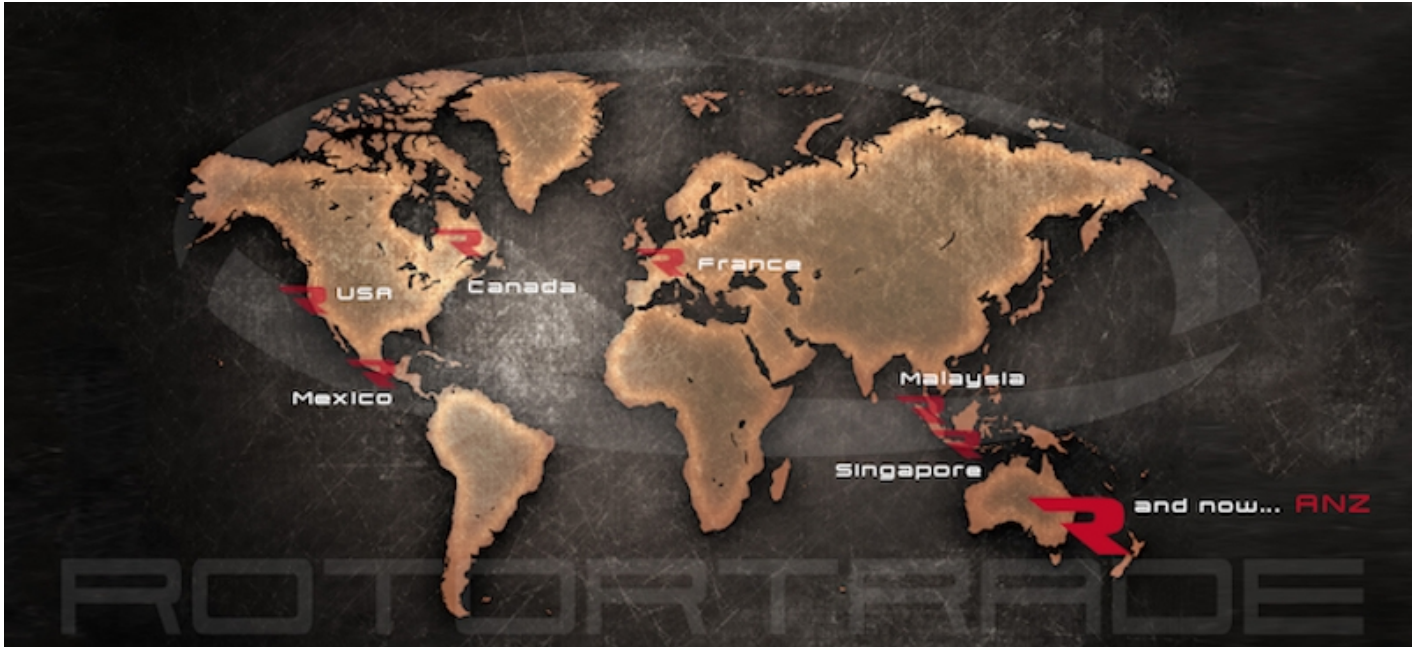 Canada
France
USA
Mexico
Malaysia
Singapore
and now... ANZ
ROTORTRADE